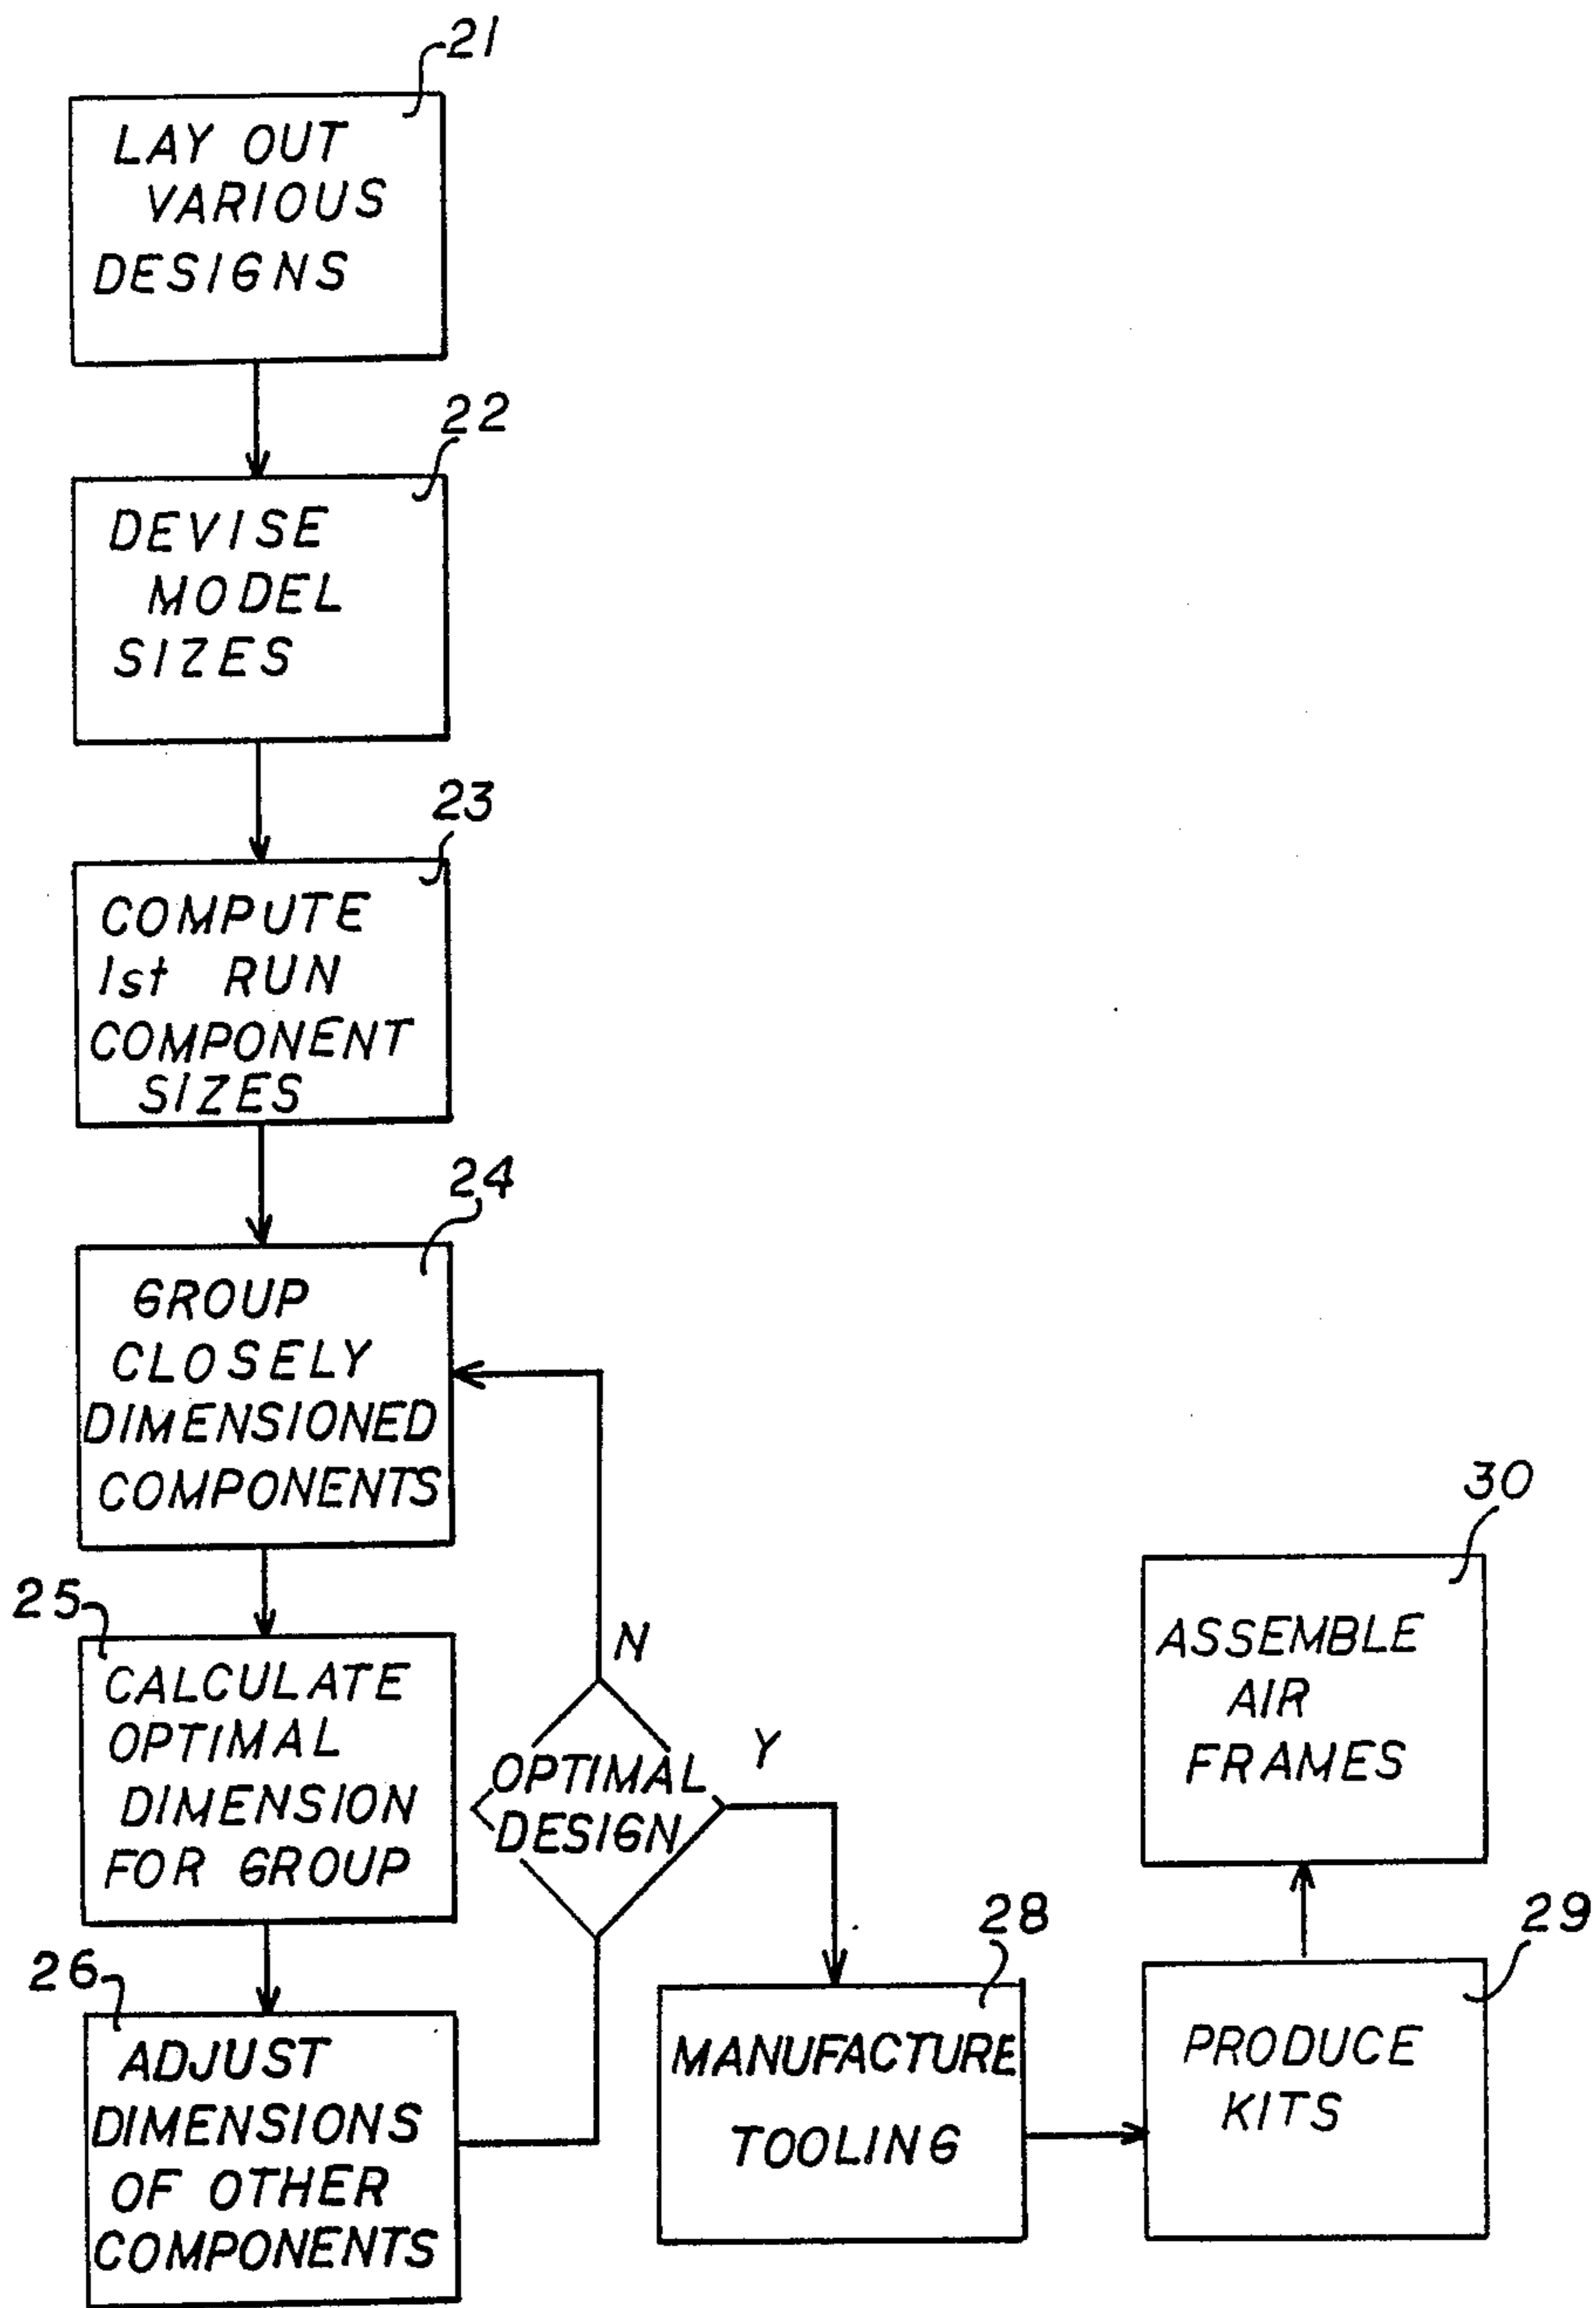 21
LAY OUT
VARIOUS
DESIGNS
22
DEVISE
MODEL
SIZES
23
COMPUTE
1st RUN
COMPONENT
SIZES
24
GROUP
CLOSELY
DIMENSIONED
COMPONENTS
25
CALCULATE
OPTIMAL
DIMENSION
FOR GROUP
26
ADJUST
DIMENSIONS
OF OTHER
COMPONENTS
N
OPTIMAL
DESIGN
Y
28
MANUFACTURE
TOOLING
29
PRODUCE
KITS
30
ASSEMBLE
AIR
FRAMES